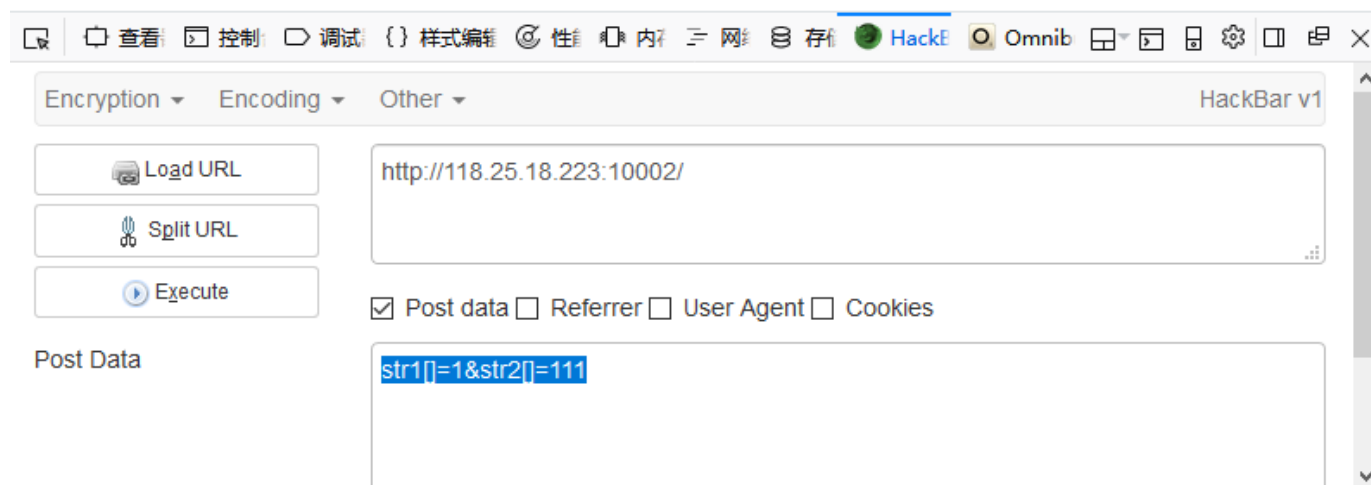 查看 控制 调试 {} 样式编辑 性 内 网 存 HackB Omnib
Encryption Encoding Other HackBar v1
Load URL
http://118.25.18.223:10002/
Split URL
Execute
Post data Referrer User Agent Cookies
Post Data
str1[]=1&str2[]=111